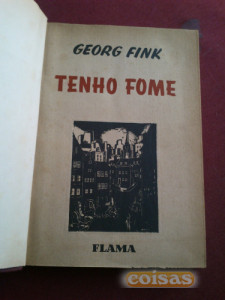 GEORG FINK
TENHO FOME
FLAMA
coisas